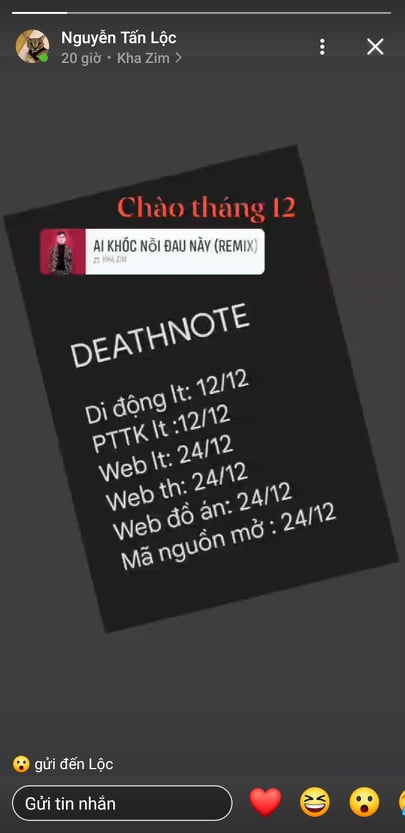 Nguyễn Tấn Lộc
20 giờ • Kha Zim >
Chào tháng 12
AI KHÓC NỖI ĐAU NÀY (REMIX)
♬ KHA ZIM
DEATHNOTE
Di động lt: 12/12
PTTK lt :12/12
Web lt: 24/12
Web th: 24/12
Web đồ án: 24/12
Mã nguồn mở : 24/12
😮 gửi đến Lộc
Gửi tin nhắn